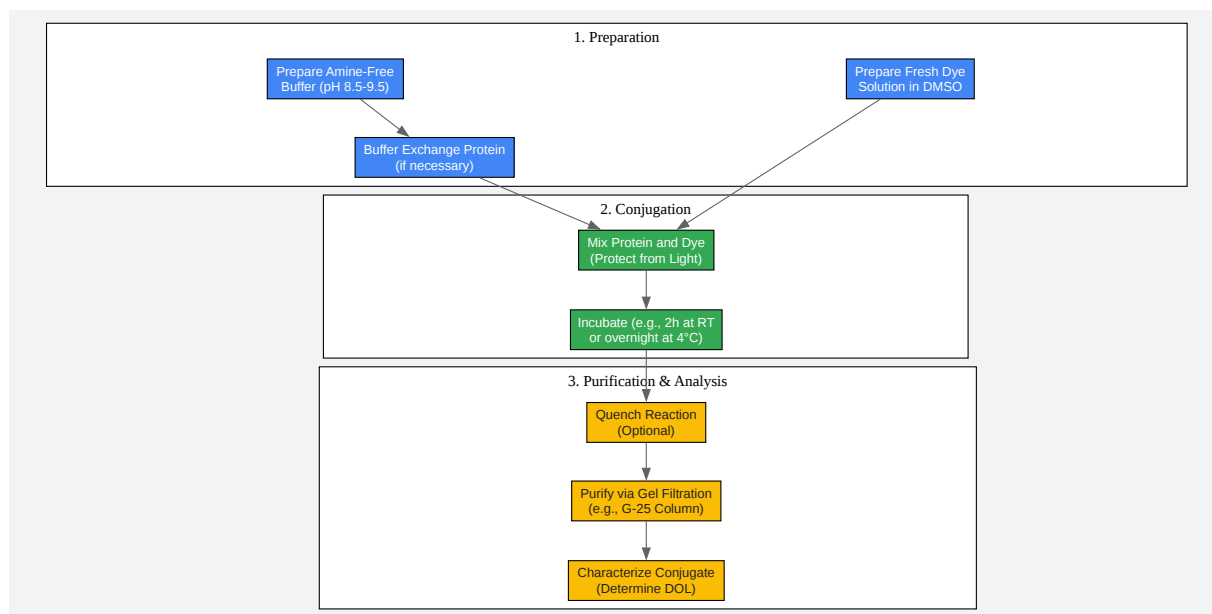 1. Preparation
Prepare Amine-Free
Buffer (pH 8.5-9.5)
Prepare Fresh Dye
Solution in DMSO
Buffer Exchange Protein
(if necessary)
2. Conjugation
Mix Protein and Dye
(Protect from Light)
Incubate (e.g., 2h at RT
or overnight at 4°C)
3. Purification & Analysis
Quench Reaction
(Optional)
Purify via Gel Filtration
(e.g., G-25 Column)
Characterize Conjugate
(Determine DOL)